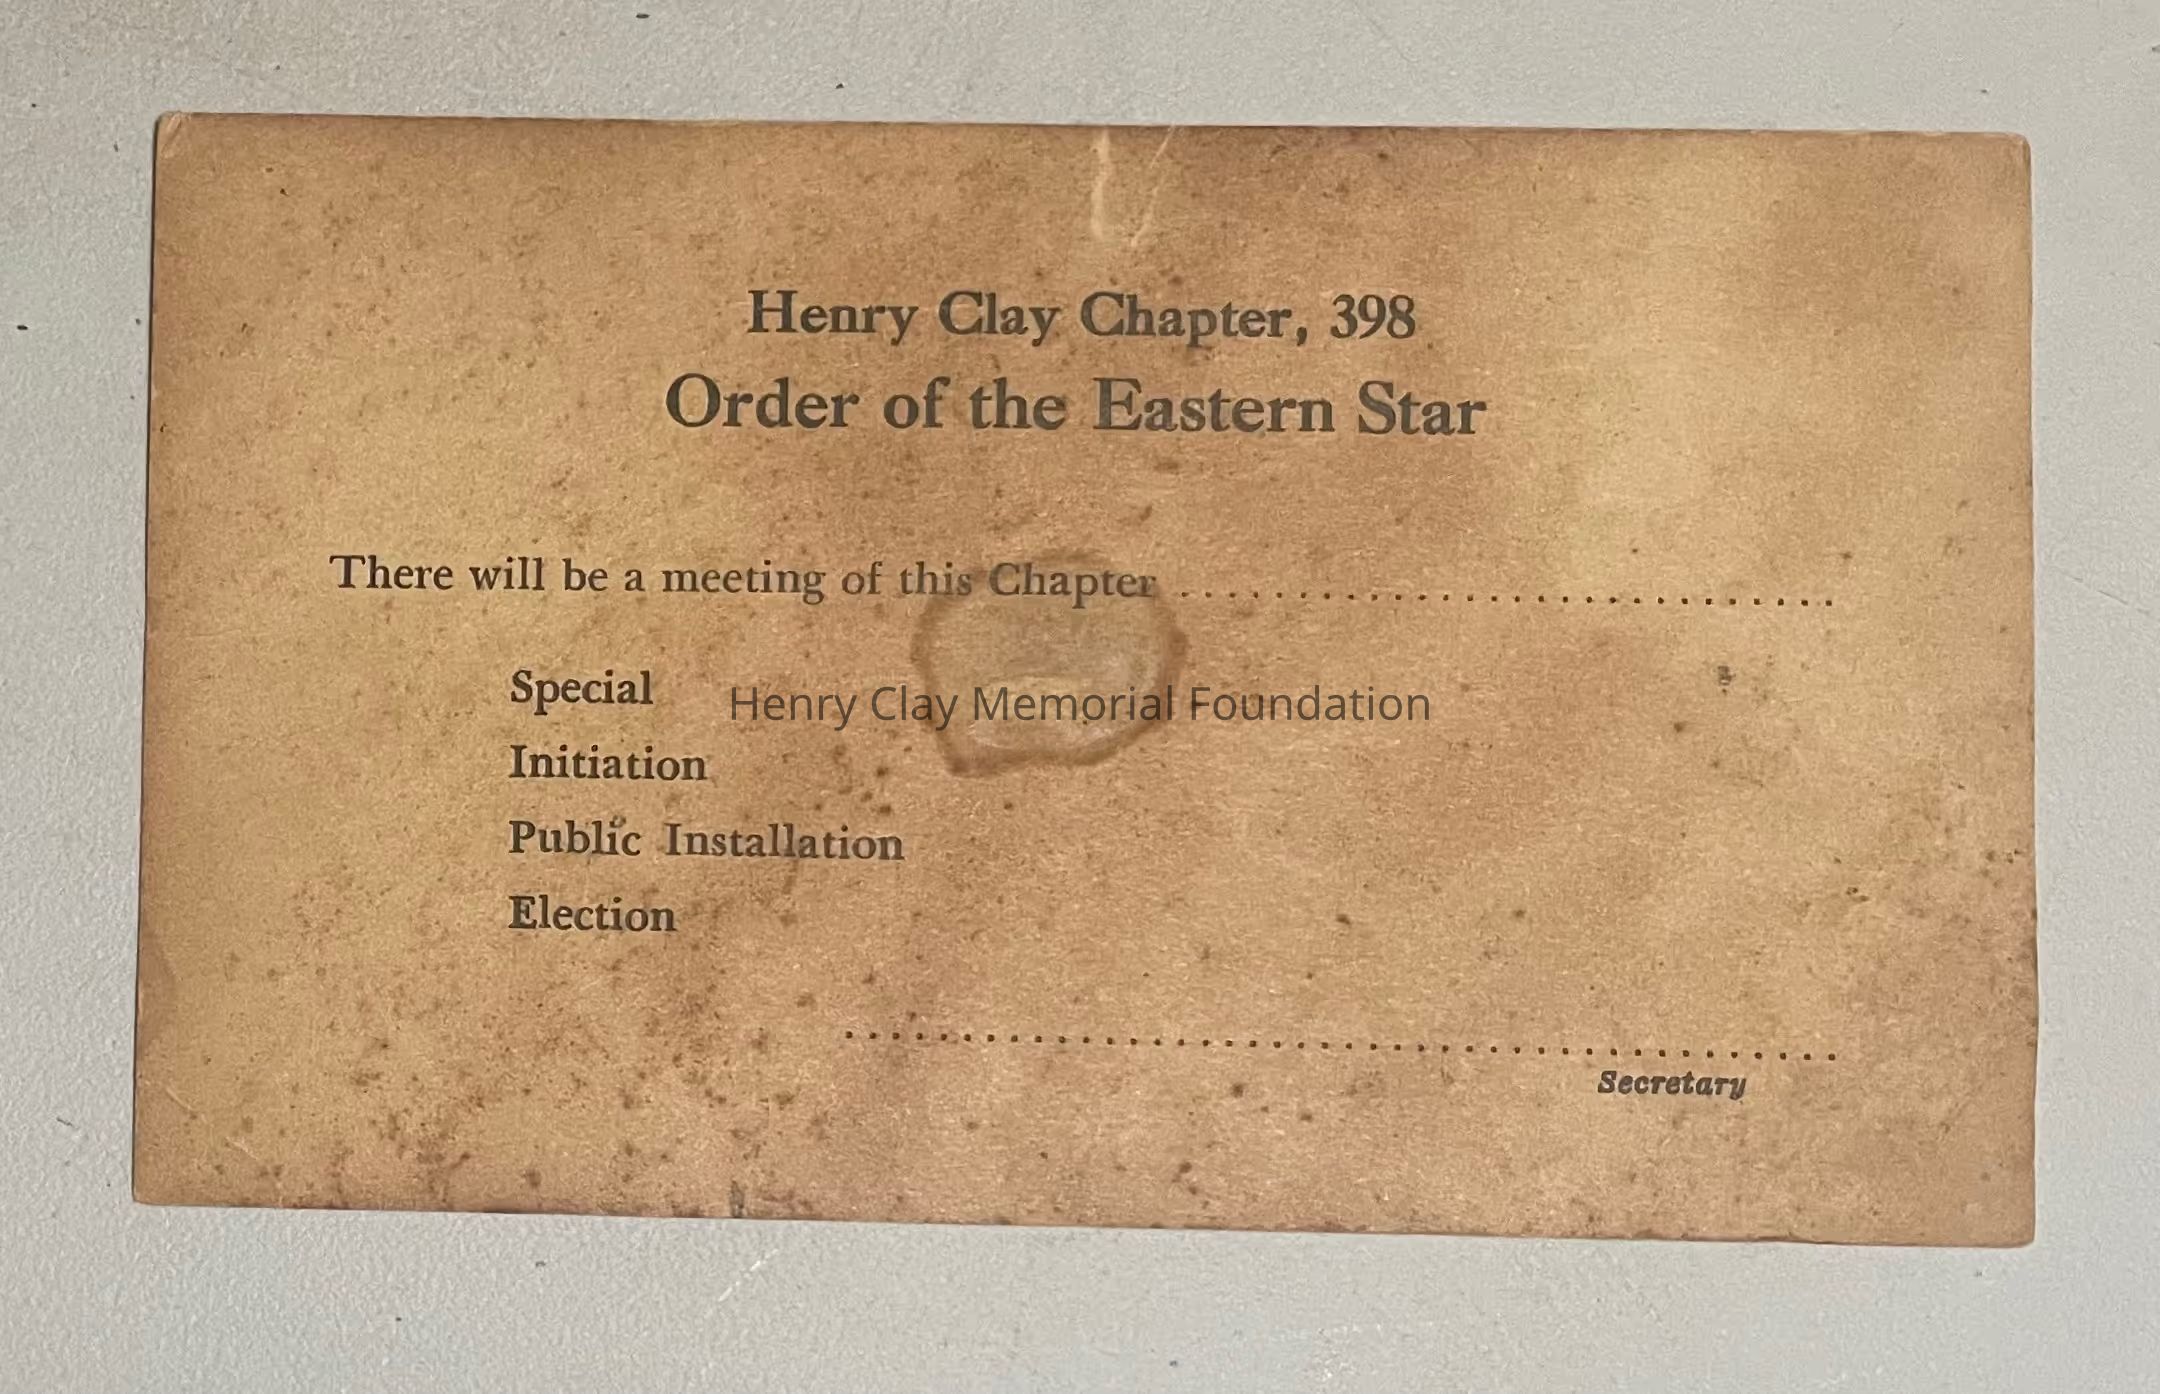 Henry Clay Chapter, 398
Order of the Eastern Star
There will be a meeting of this Chapter ............................
Special
Henry Clay Memorial Foundation
Initiation
Public Installation
Election
..........................................
Secretary